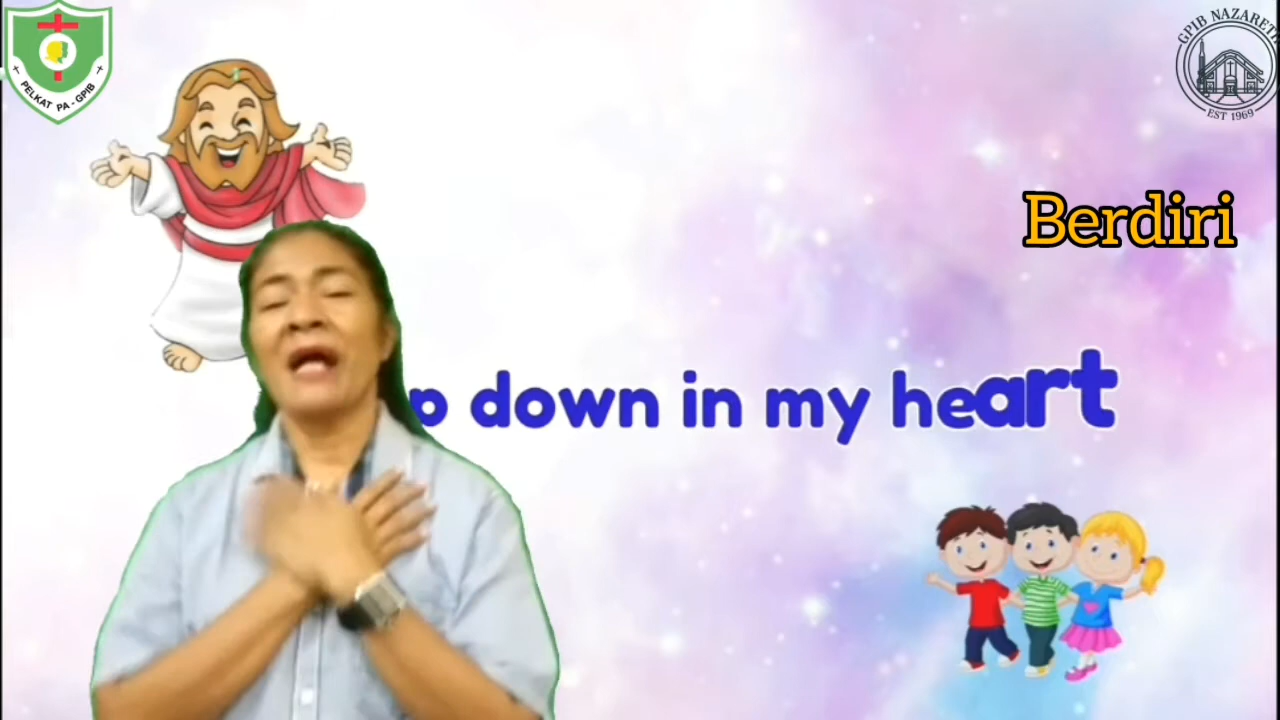 PELKAT PA - GPIB
GPIB NAZARETH
EST 1969
Berdiri
down in my heart